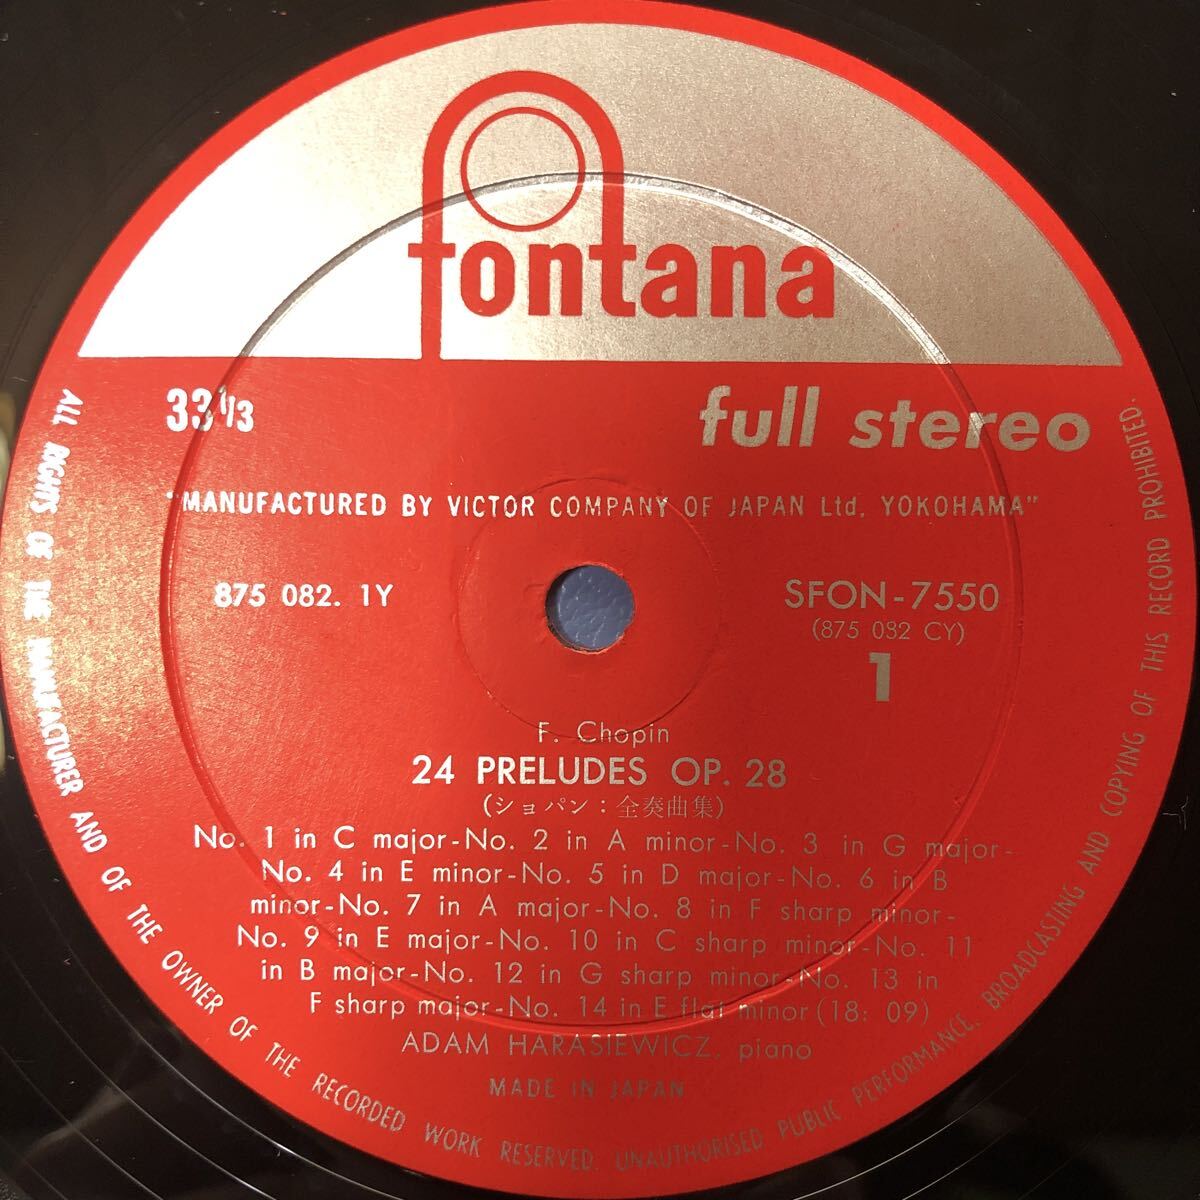 fontana
33 1/3
full stereo
"MANUFACTURED BY VICTOR COMPANY OF JAPAN Ltd. YOKOHAMA"
875 082. 1Y
SFON-7550
(875 032 CY)
1
F. Chopin
24 PRELUDES OP. 28
(ショパン：全奏曲集)
No. 1 in C major-No. 2 in A minor-No. 3 in G major-
No. 4 in E minor-No. 5 in D major-No. 6 in B
minor-No. 7 in A major-No. 8 in F sharp minor-
No. 9 in E major-No. 10 in C sharp minor-No. 11
in B major-No. 12 in G sharp minor-No. 13 in
F sharp major-No. 14 in E flat minor (18: 09)
ADAM HARASIEWICZ, piano
MADE IN JAPAN
ALL RIGHTS OF THE MANUFACTURER AND OF THE OWNER OF THE RECORDED WORK RESERVED. UNAUTHORISED PUBLIC PERFORMANCE, BROADCASTING AND COPYING OF THIS RECORD PROHIBITED.